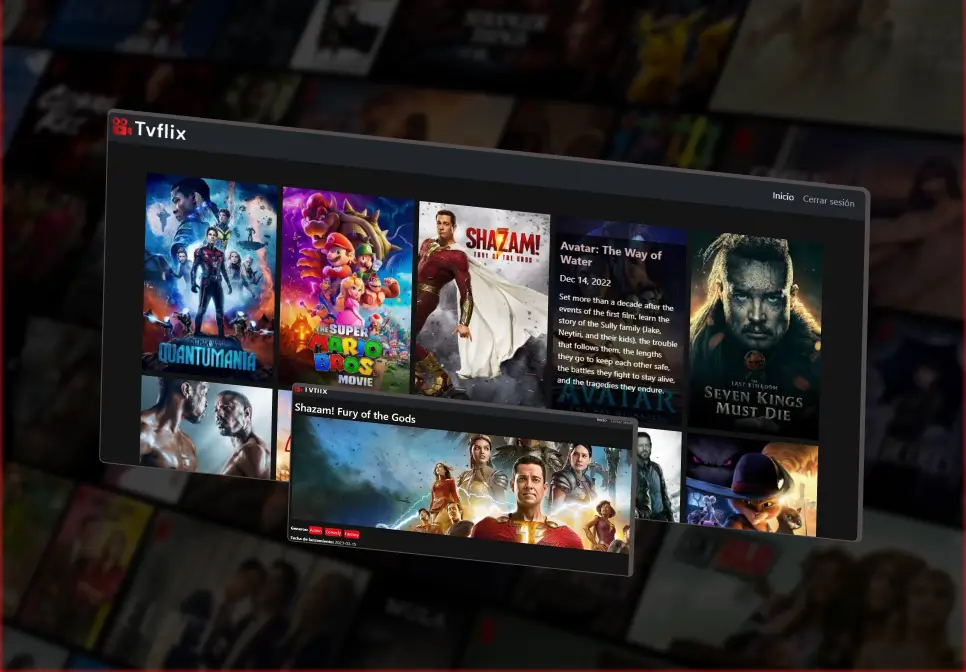 Tvflix
Inicio Cerrar sesión
QUANTUMANIA
THE SUPER
MARIO
BROS
MOVIE
SHAZAM!
FURY OF THE GODS
Avatar: The Way of
Water
Dec 14, 2022
Set more than a decade after the
events of the first film, learn the
story of the Sully family (Jake,
Neytiri, and their kids), the trouble
that follows them, the lengths
they go to keep each other safe,
the battles they fight to stay alive,
and the tragedies they endure.
AVATAR
LAST KINGDOM
SEVEN KINGS
MUST DIE
Tvflix
Inicio Cerrar sesión
Shazam! Fury of the Gods
Generos: Action Comedy Fantasy
Fecha de lanzamiento: 2023-03-15